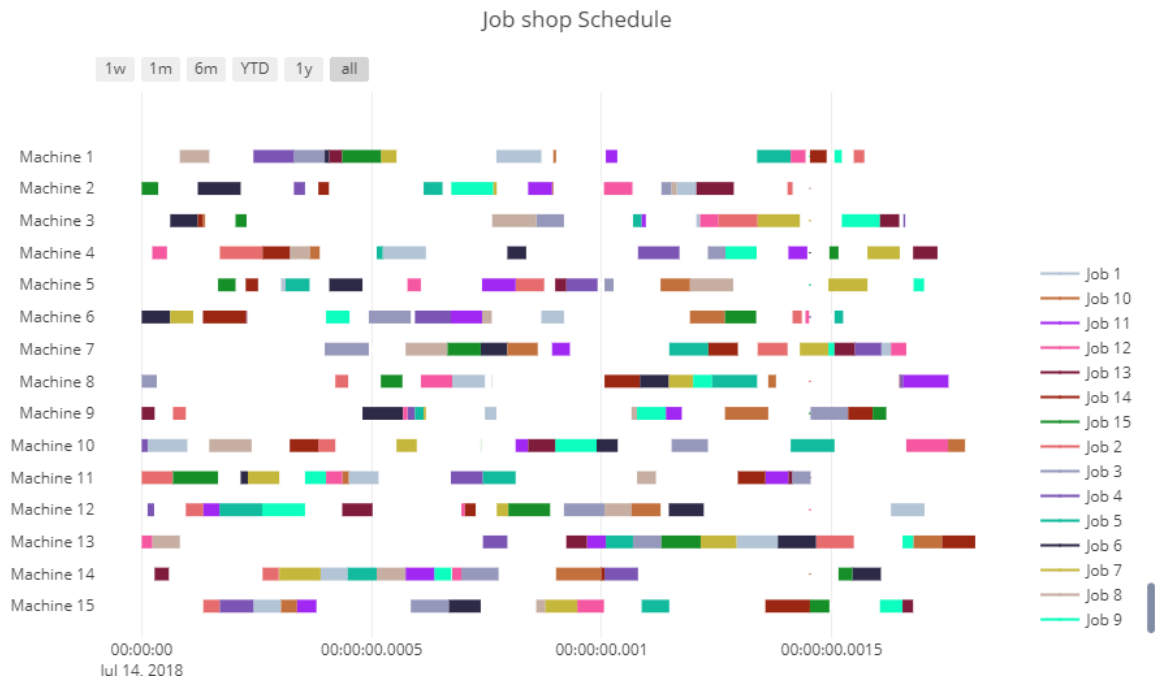 Job shop Schedule
1w 1m 6m YTD 1y all
Machine 1
Machine 2
Machine 3
Machine 4
Machine 5
Machine 6
Machine 7
Machine 8
Machine 9
Machine 10
Machine 11
Machine 12
Machine 13
Machine 14
Machine 15
00:00:00 00:00:00.0005 00:00:00.001 00:00:00.0015
Jul 14, 2018
Job 1
Job 10
Job 11
Job 12
Job 13
Job 14
Job 15
Job 2
Job 3
Job 4
Job 5
Job 6
Job 7
Job 8
Job 9